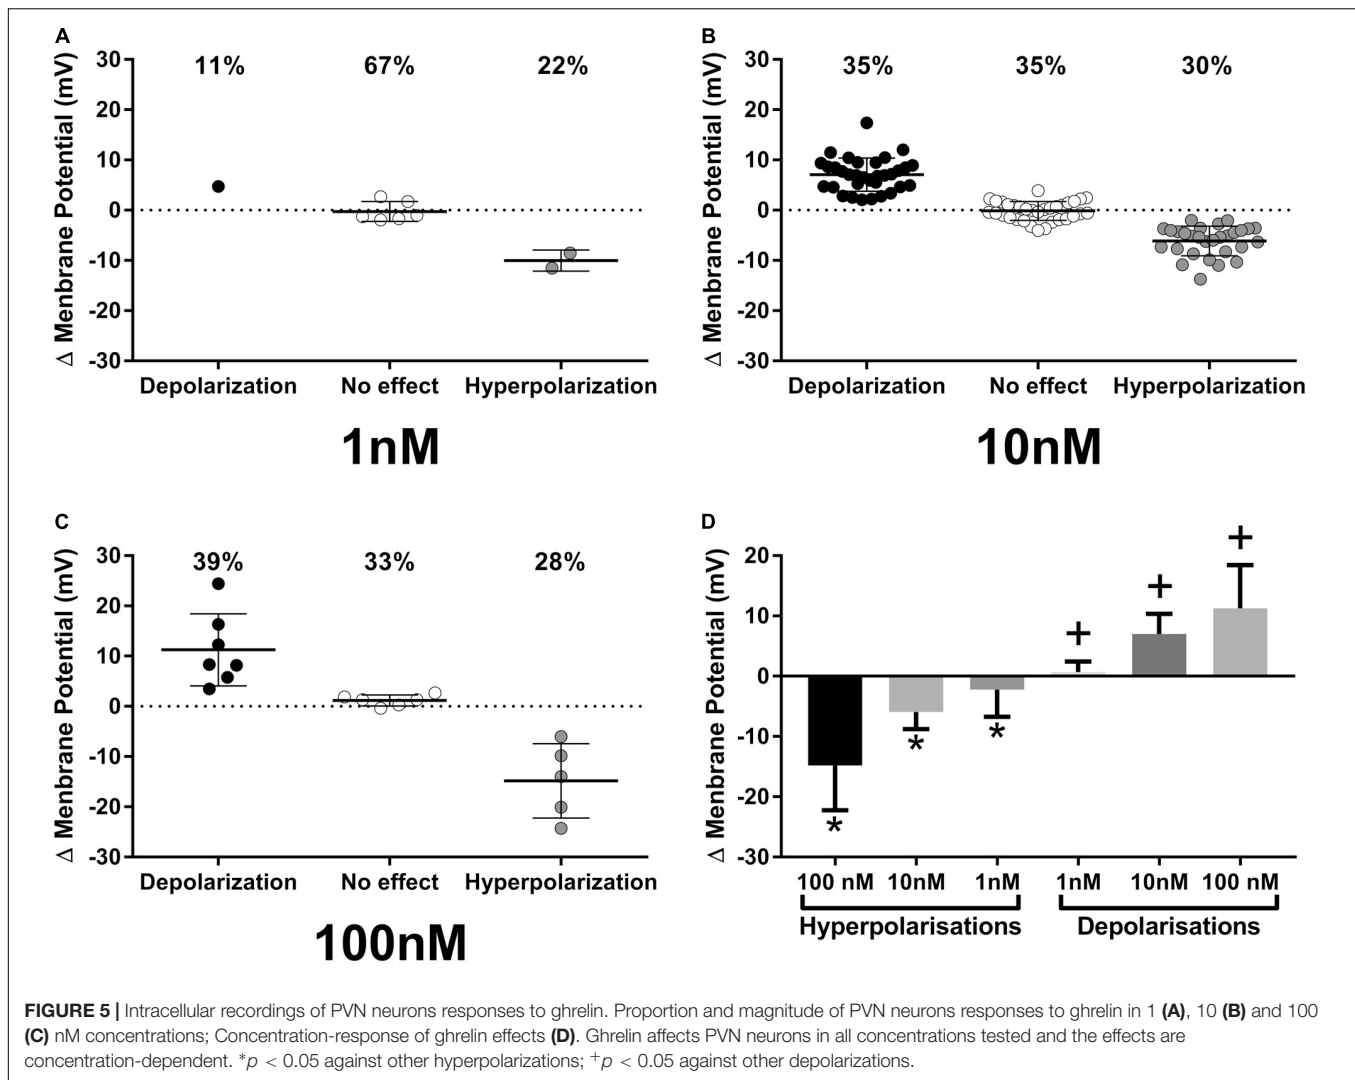 A
Δ Menbrane Potential (mV)
30
20
10
0
-10
-20
-30
11% 67% 22%
Depolarization No effect Hyperpolarization
1nM
B
Δ Menbrane Potential (mV)
30
20
10
0
-10
-20
-30
35% 35% 30%
Depolarization No effect Hyperpolarization
10nM
C
Δ Menbrane Potential (mV)
30
20
10
0
-10
-20
-30
39% 33% 28%
Depolarization No effect Hyperpolarization
100nM
D
Δ Menbrane Potential (mV)
20
10
0
-10
-20
-30
* * * + + +
100 nM 10nM 1nM 1nM 10nM 100 nM
Hyperpolarisations Depolarisations
FIGURE 5 | Intracellular recordings of PVN neurons responses to ghrelin. Proportion and magnitude of PVN neurons responses to ghrelin in 1 (A), 10 (B) and 100
(C) nM concentrations; Concentration-response of ghrelin effects (D). Ghrelin affects PVN neurons in all concentrations tested and the effects are
concentration-dependent. *p < 0.05 against other hyperpolarizations; +p < 0.05 against other depolarizations.